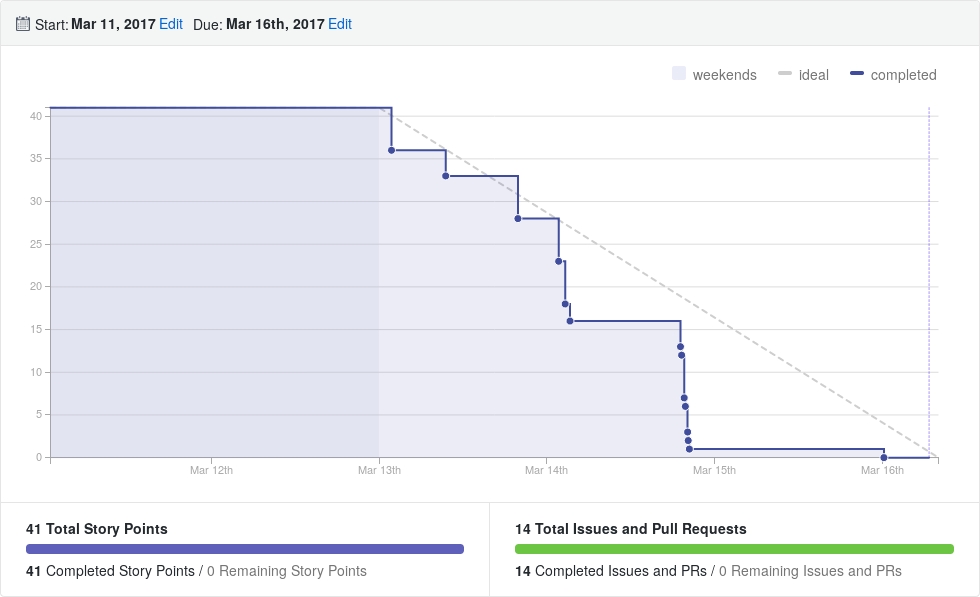 Start: Mar 11, 2017 Edit Due: Mar 16th, 2017 Edit
weekends ideal completed
40
35
30
25
20
15
10
5
0
Mar 12th Mar 13th Mar 14th Mar 15th Mar 16th
41 Total Story Points
41 Completed Story Points / 0 Remaining Story Points
14 Total Issues and Pull Requests
14 Completed Issues and PRs / 0 Remaining Issues and PRs